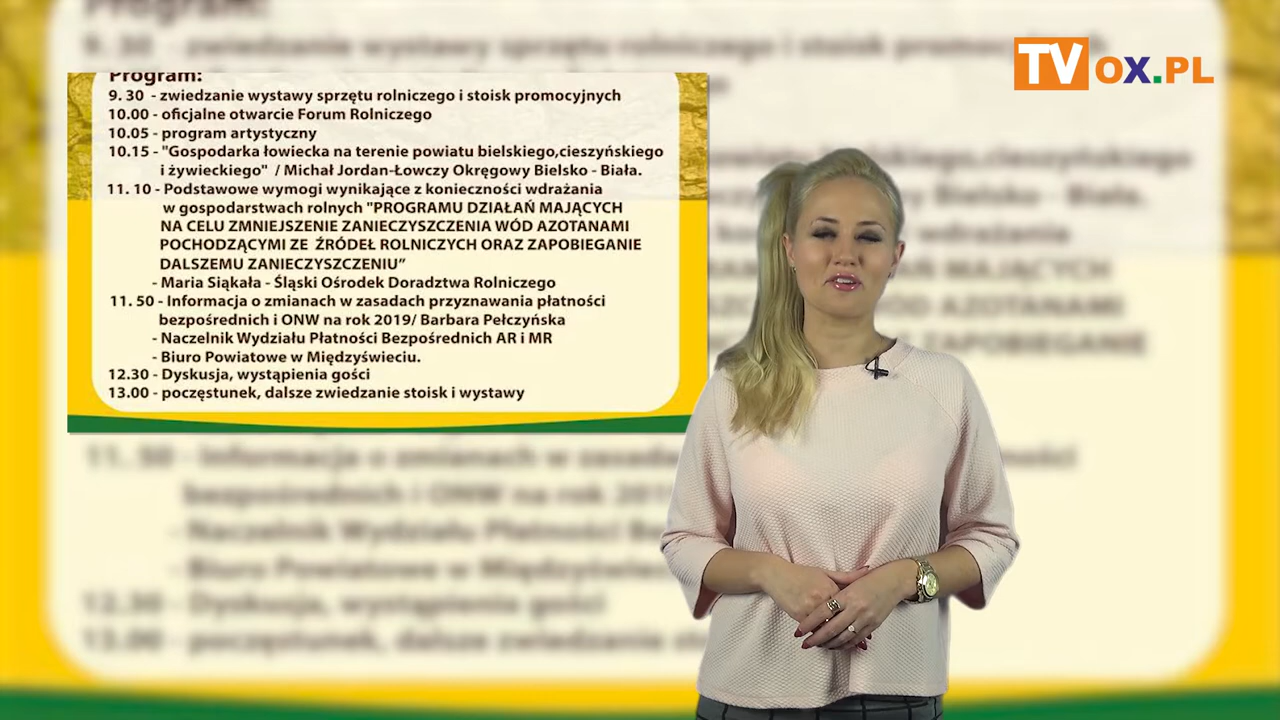 TVOX.PL
Program:
9. 30 - zwiedzanie wystawy sprzętu rolniczego i stoisk promocyjnych
10.00 - oficjalne otwarcie Forum Rolniczego
10.05 - program artystyczny
10.15 - "Gospodarka łowiecka na terenie powiatu bielskiego,cieszyńskiego
i żywieckiego" / Michał Jordan-Łowczy Okręgowy Bielsko - Biała.
11. 10 - Podstawowe wymogi wynikające z konieczności wdrażania
w gospodarstwach rolnych "PROGRAMU DZIAŁAŃ MAJĄCYCH
NA CELU ZMNIEJSZENIE ZANIECZYSZCZENIA WÓD AZOTANAMI
POCHODZĄCYMI ZE ŹRÓDEŁ ROLNICZYCH ORAZ ZAPOBIEGANIE
DALSZEMU ZANIECZYSZCZENIU”
- Maria Siąkała - Śląski Ośrodek Doradztwa Rolniczego
11. 50 - Informacja o zmianach w zasadach przyznawania płatności
bezpośrednich i ONW na rok 2019/ Barbara Pełczyńska
- Naczelnik Wydziału Płatności Bezpośrednich AR i MR
- Biuro Powiatowe w Międzyświeciu.
12.30 - Dyskusja, wystąpienia gości
13.00 - poczęstunek, dalsze zwiedzanie stoisk i wystawy